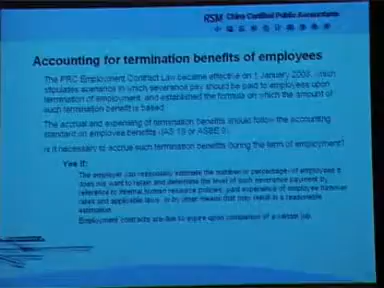 RSM China Certified Public Accountants
Accounting for termination benefits of employees
The PRC Employment Contract Law became effective on 1 January 2008, which
stipulates scenarios in which severance pay should be paid to employees upon
termination of employment, and established the formula on which the amount of
such termination benefit is based.
The accrual and expensing of termination benefits should follow the accounting
standard on employee benefits (IAS 19 or ASBE 9).
Is it necessary to accrue such termination benefits during the term of employment?
Yes if:
The employer can reasonably estimate the number or percentage of employees it
does not want to retain and determine the level of such severance payment by
reference to internal human resource policies, past experience of employee turnover
rates and applicable laws, or by other means that may result in a reasonable
estimation.
Employment contracts are due to expire upon completion of a certain job.